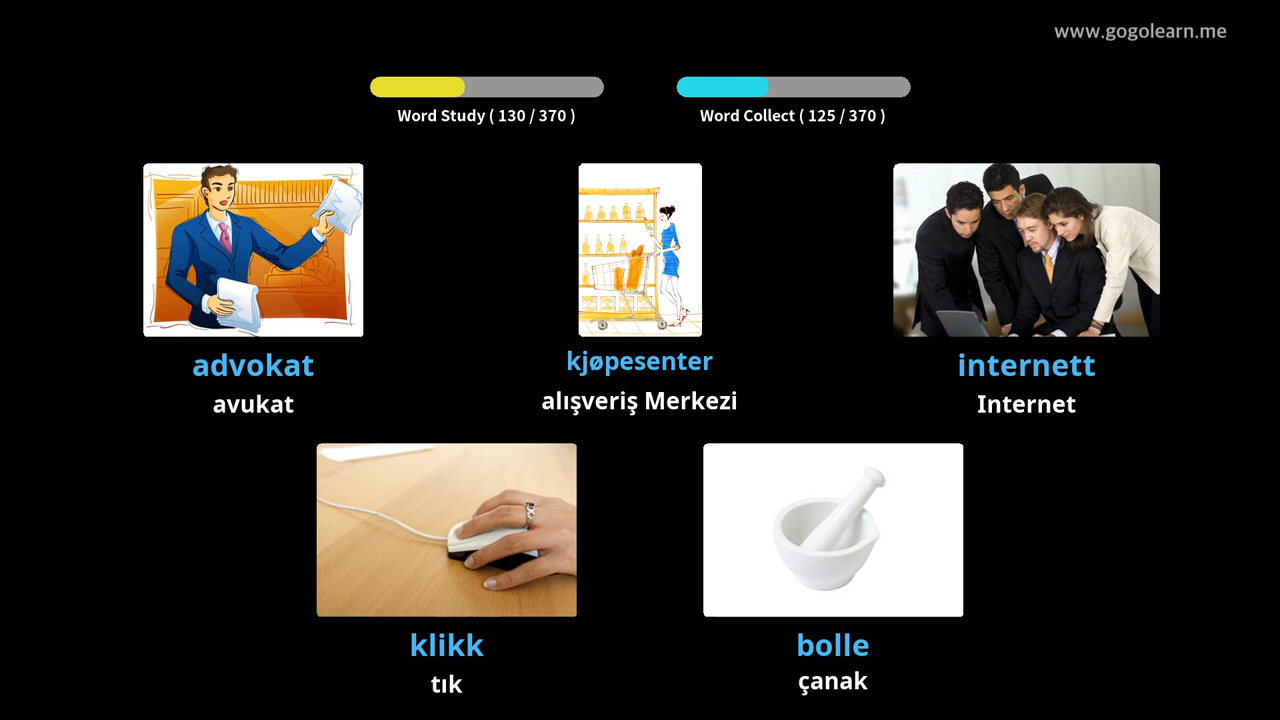 www.gogolearn.me
Word Study ( 130 / 370 )
Word Collect ( 125 / 370 )
advokat
avukat
kjøpesenter
alışveriş Merkezi
internett
Internet
klikk
tık
bolle
çanak